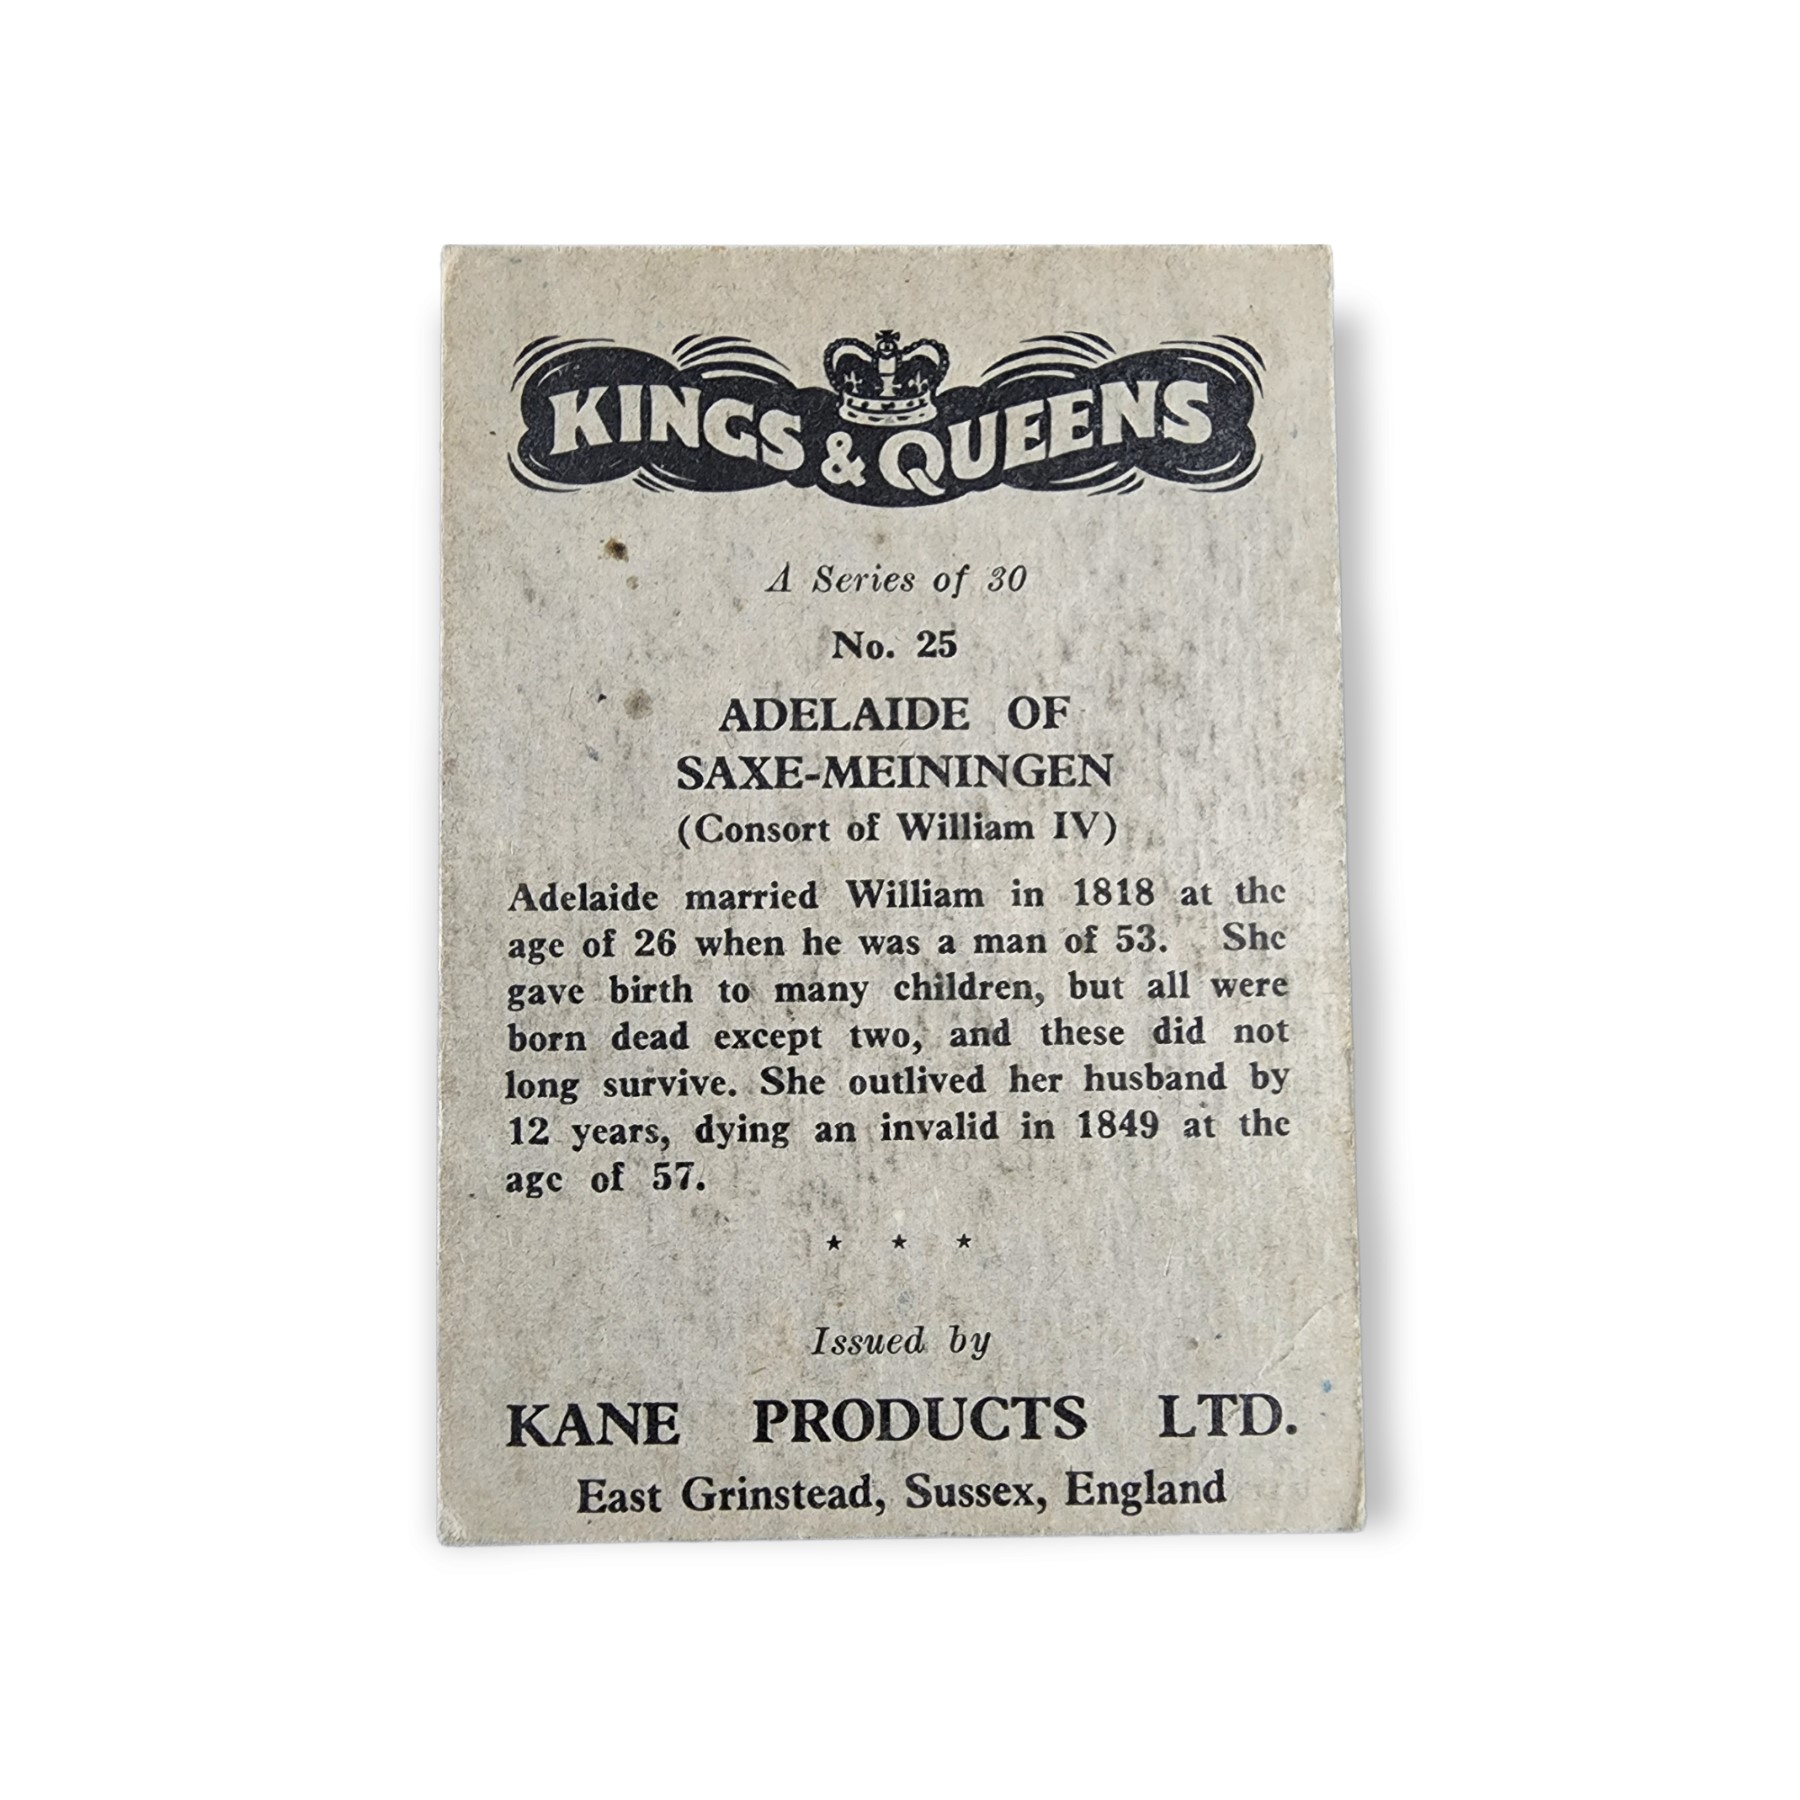 KINGS & QUEENS
A Series of 30
No. 25
ADELAIDE OF
SAXE-MEININGEN
(Consort of William IV)
Adelaide married William in 1818 at the
age of 26 when he was a man of 53. She
gave birth to many children, but all were
born dead except two, and these did not
long survive. She outlived her husband by
12 years, dying an invalid in 1849 at the
age of 57.
★ ★ ★
Issued by
KANE PRODUCTS LTD.
East Grinstead, Sussex, England